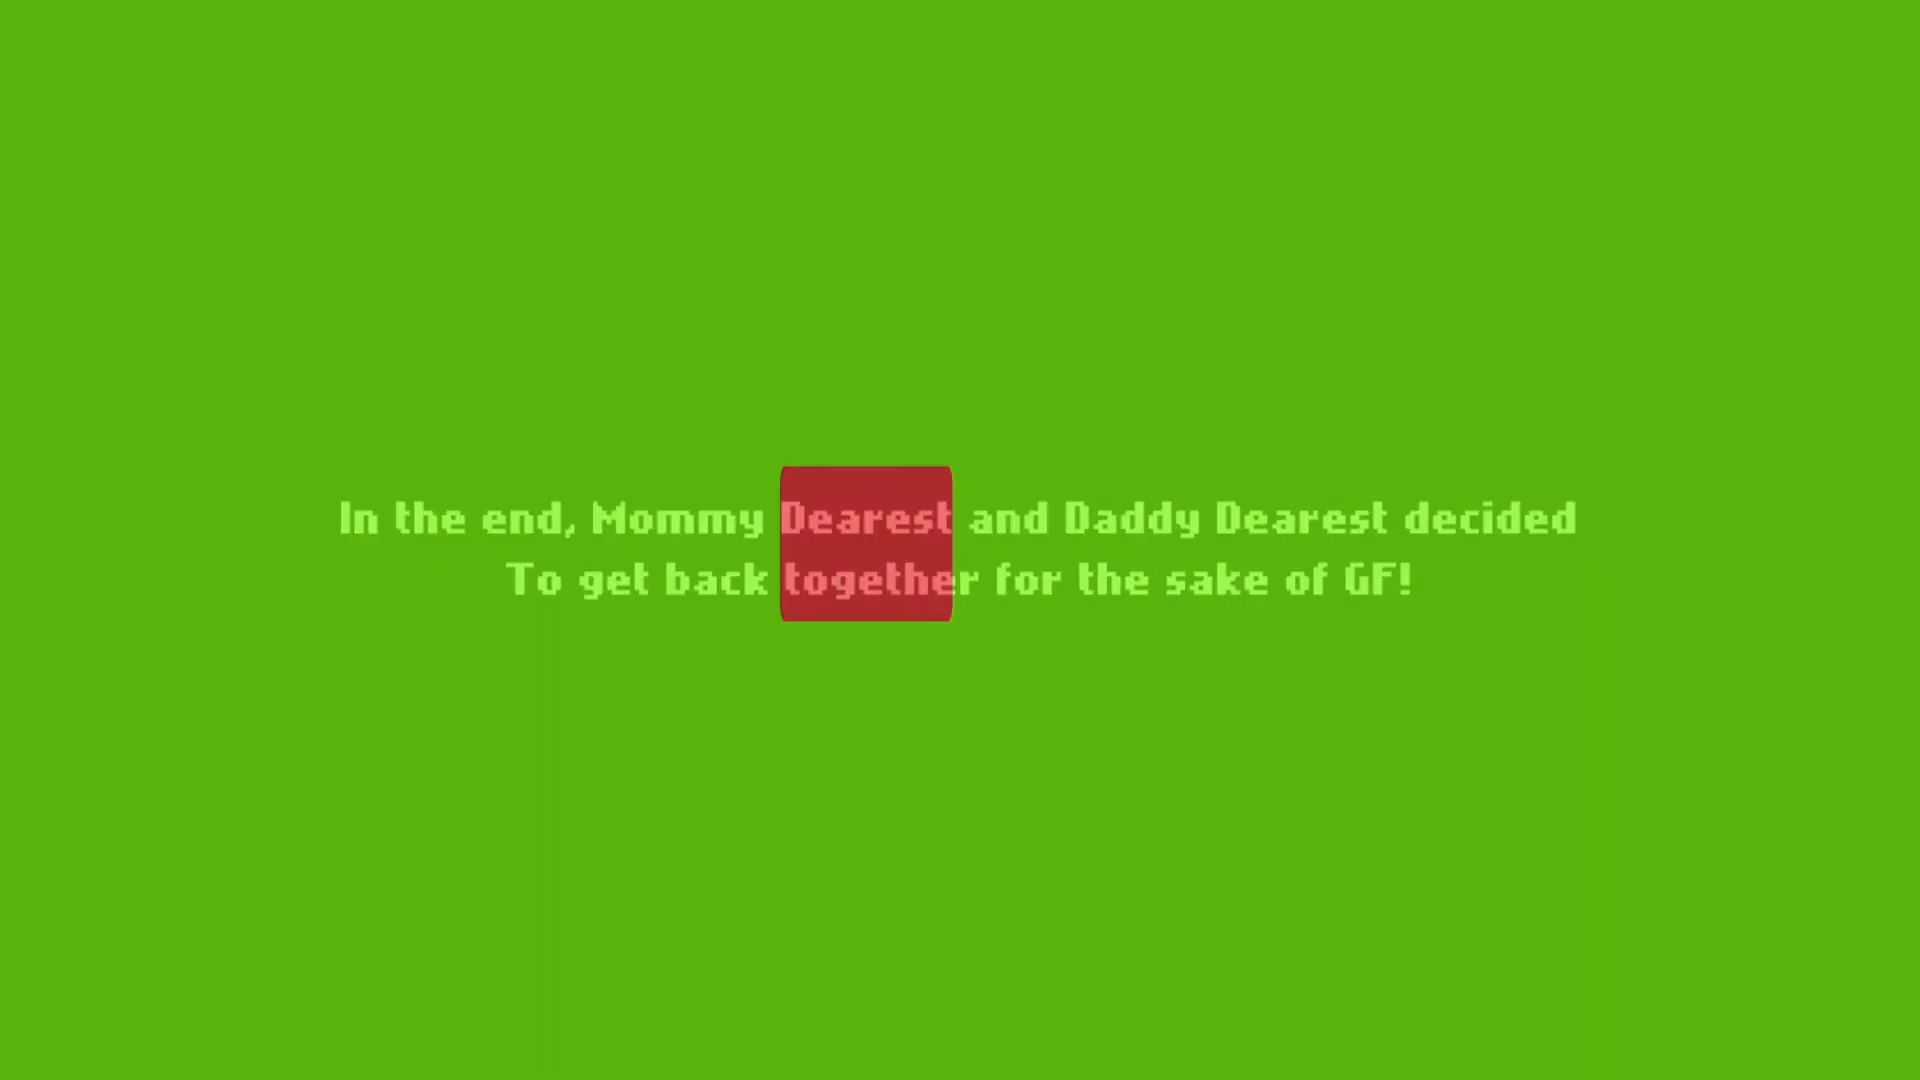 In the end, Mommy Dearest and Daddy Dearest decided
To get back together for the sake of GF!